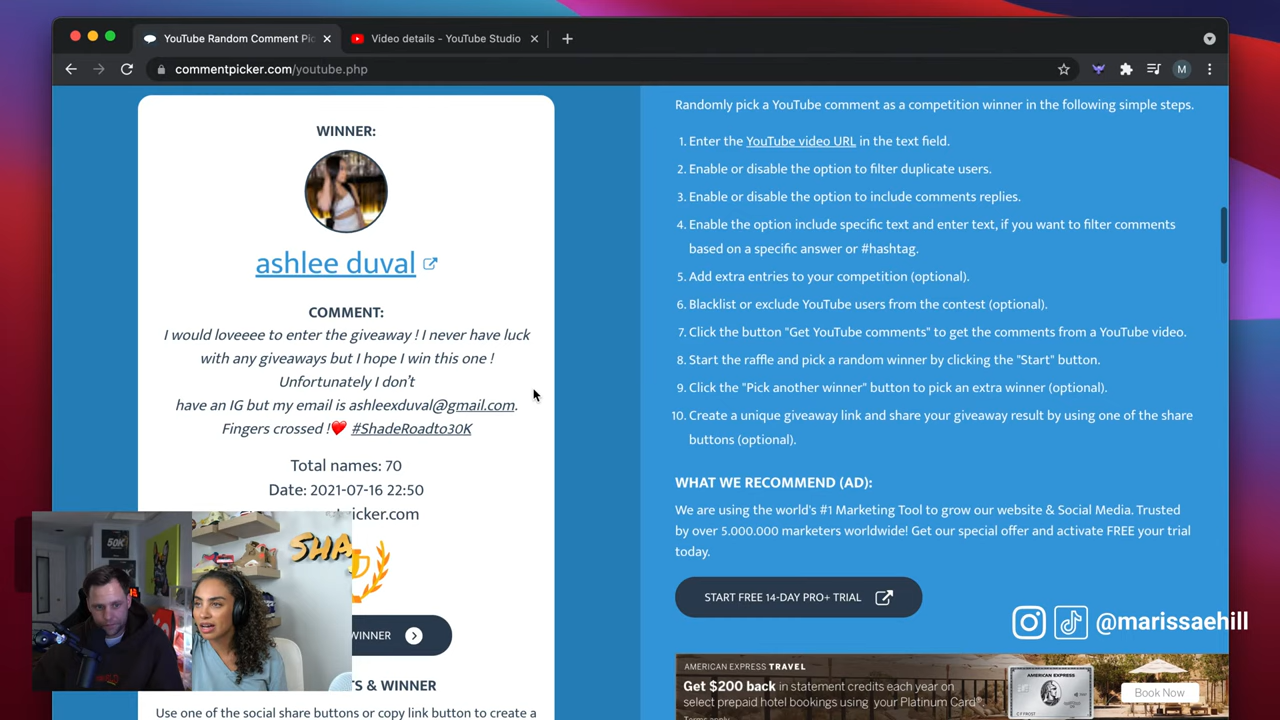 YouTube Random Comment Pic
Video details - YouTube Studio
commentpicker.com/youtube.php
M
WINNER:
ashlee duval
COMMENT:
I would loveeee to enter the giveaway ! I never have luck
with any giveaways but I hope I win this one !
Unfortunately I don't
have an IG but my email is ashleexduval@gmail.com.
Fingers crossed !❤️ #ShadeRoadto30K
Total names: 70
Date: 2021-07-16 22:50
icker.com
WINNER
S & WINNER
Use one of the social share buttons or copy link button to create a
Randomly pick a YouTube comment as a competition winner in the following simple steps.
1. Enter the YouTube video URL in the text field.
2. Enable or disable the option to filter duplicate users.
3. Enable or disable the option to include comments replies.
4. Enable the option include specific text and enter text, if you want to filter comments
based on a specific answer or #hashtag.
5. Add extra entries to your competition (optional).
6. Blacklist or exclude YouTube users from the contest (optional).
7. Click the button "Get YouTube comments" to get the comments from a YouTube video.
8. Start the raffle and pick a random winner by clicking the "Start" button.
9. Click the "Pick another winner" button to pick an extra winner (optional).
10. Create a unique giveaway link and share your giveaway result by using one of the share
buttons (optional).
WHAT WE RECOMMEND (AD):
We are using the world's #1 Marketing Tool to grow our website & Social Media. Trusted
by over 5.000.000 marketers worldwide! Get our special offer and activate FREE your trial
today.
START FREE 14-DAY PRO+ TRIAL
@marissaehill
AMERICAN EXPRESS TRAVEL
Get $200 back in statement credits each year on
select prepaid hotel bookings using your Platinum Card®.
Terms apply
AMERICAN EXPRESS
Book Now
50K
SHA